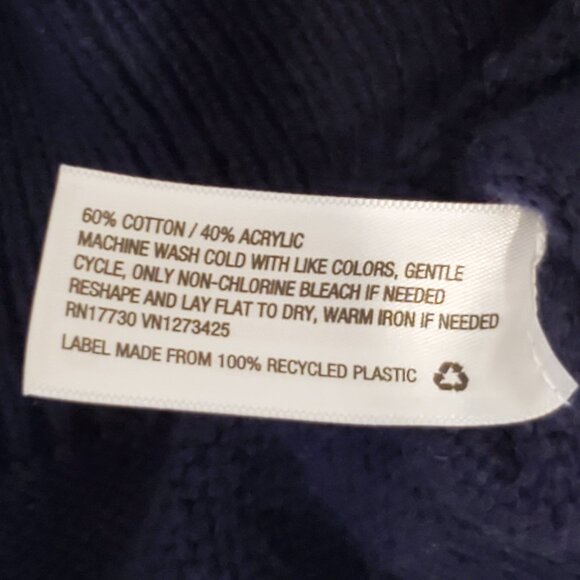 60% COTTON / 40% ACRYLIC
MACHINE WASH COLD WITH LIKE COLORS, GENTLE
CYCLE, ONLY NON-CHLORINE BLEACH IF NEEDED
RESHAPE AND LAY FLAT TO DRY, WARM IRON IF NEEDED
RN17730 VN1273425
LABEL MADE FROM 100% RECYCLED PLASTIC